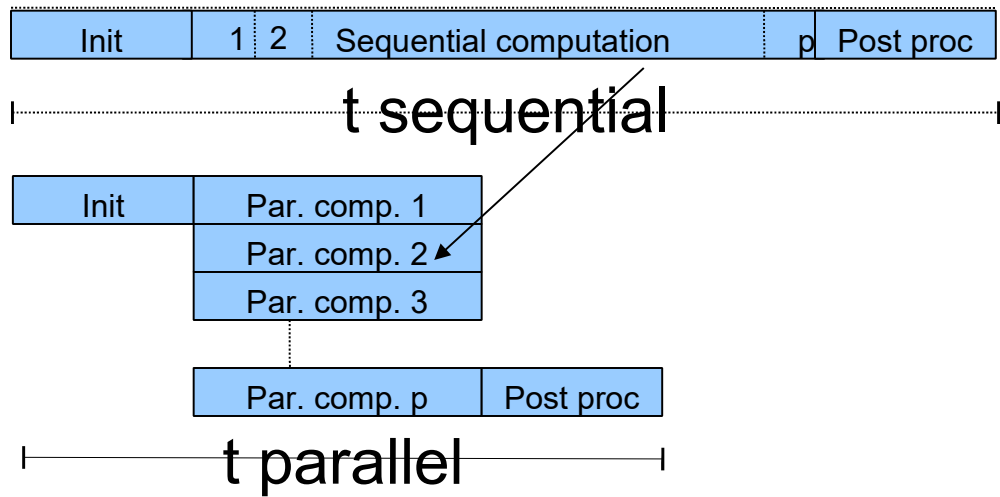 Init 1 2 Sequential computation p Post proc
t sequential
Init Par. comp. 1
Par. comp. 2
Par. comp. 3
Par. comp. p Post proc
t parallel